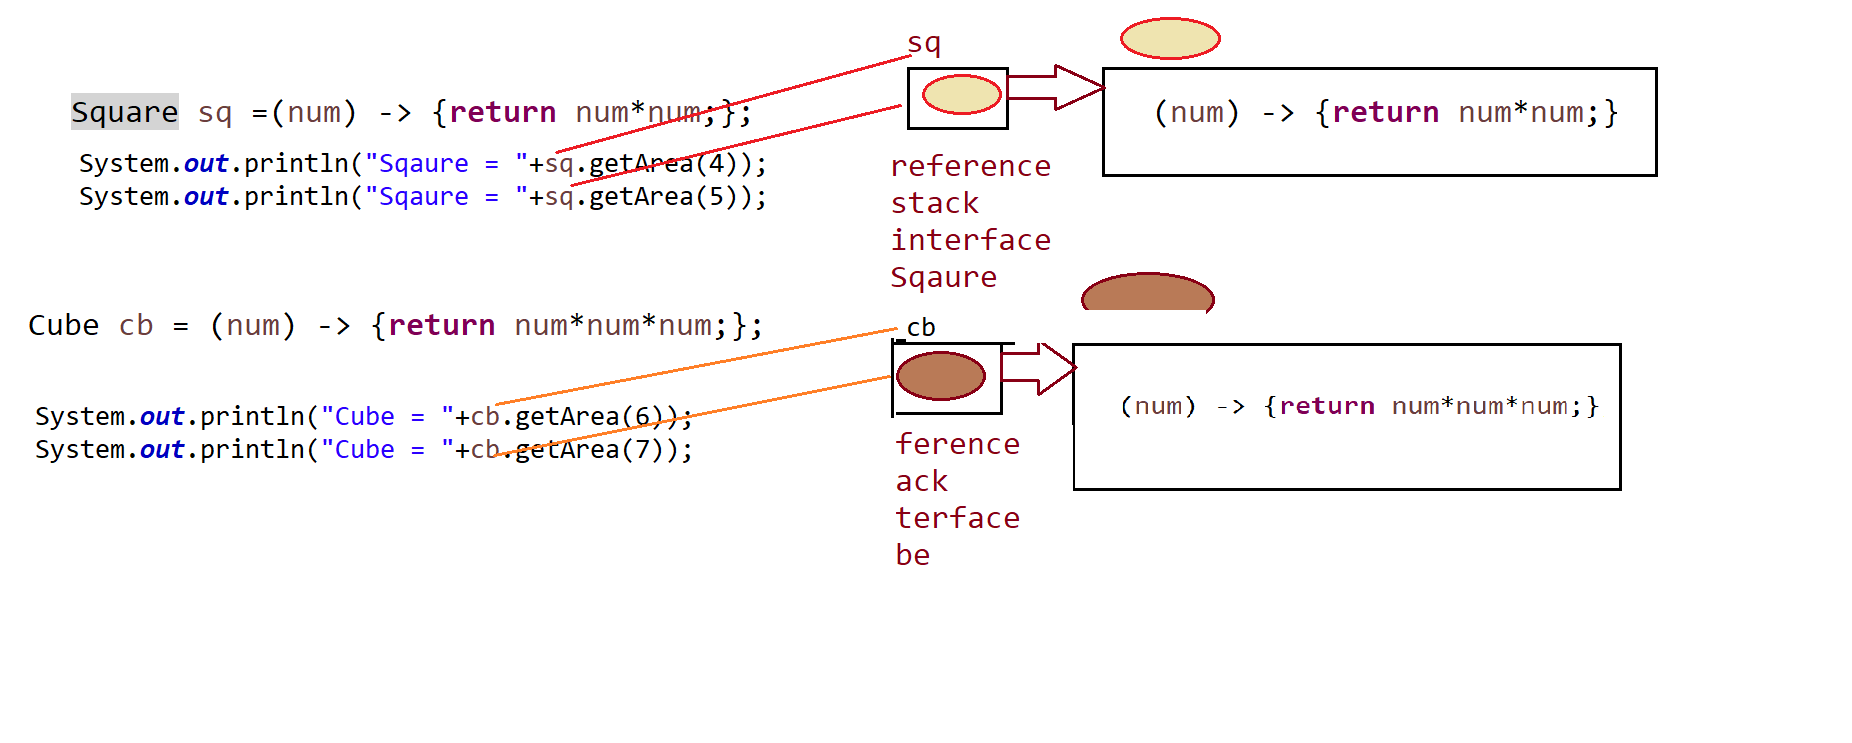 sq
Square sq =(num) -> {return num*num;};
(num) -> {return num*num;}
System.out.println("Sqaure = "+sq.getArea(4));
System.out.println("Sqaure = "+sq.getArea(5));
reference
stack
interface
Sqaure
Cube cb = (num) -> {return num*num*num;};
cb
(num) -> {return num*num*num;}
System.out.println("Cube = "+cb.getArea(6));
System.out.println("Cube = "+cb.getArea(7));
ference
ack
terface
be